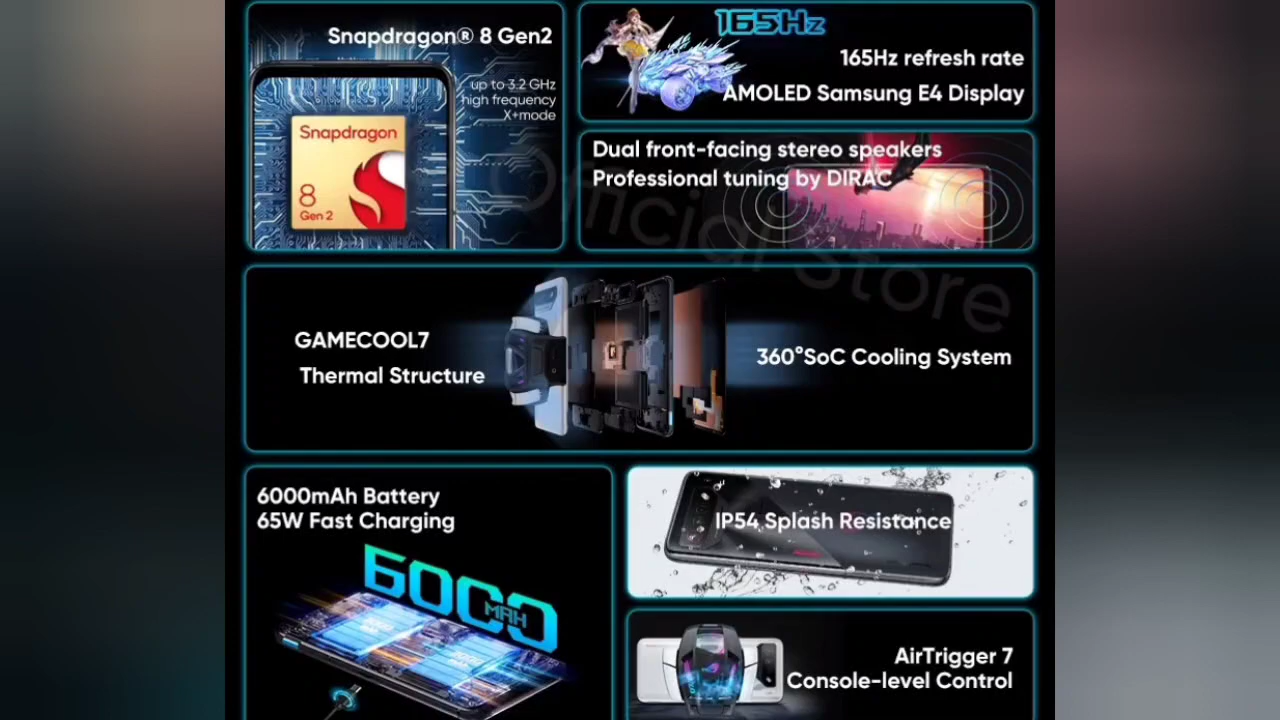 Snapdragon® 8 Gen2
up to 3.2 GHz
high frequency
X+mode
Snapdragon
8
Gen 2
165Hz
165Hz refresh rate
AMOLED Samsung E4 Display
Dual front-facing stereo speakers
Professional tuning by DIRAC
Official Store
GAMECOOL7
Thermal Structure
360°SoC Cooling System
6000mAh Battery
65W Fast Charging
6000
MAH
IP54 Splash Resistance
AirTrigger 7
Console-level Control